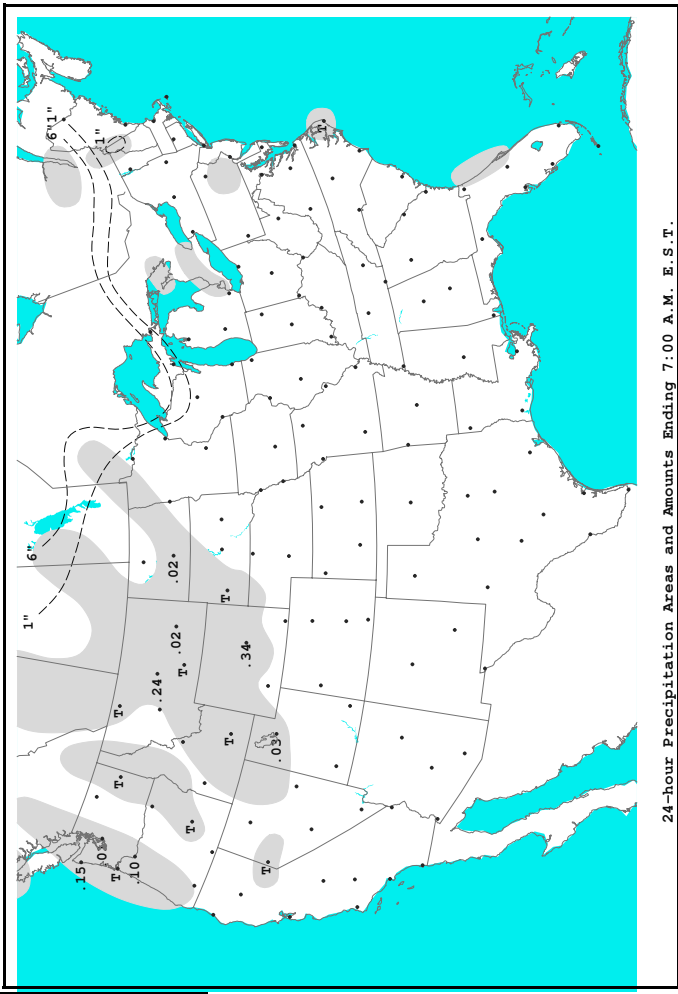 6"
1"
1"
T
6"
1"
.02
T
.02
T
.24
.34
T
T
.03
T
T
T
.15
0
T
.10
24-hour Precipitation Areas and Amounts Ending 7:00 A.M. E.S.T.